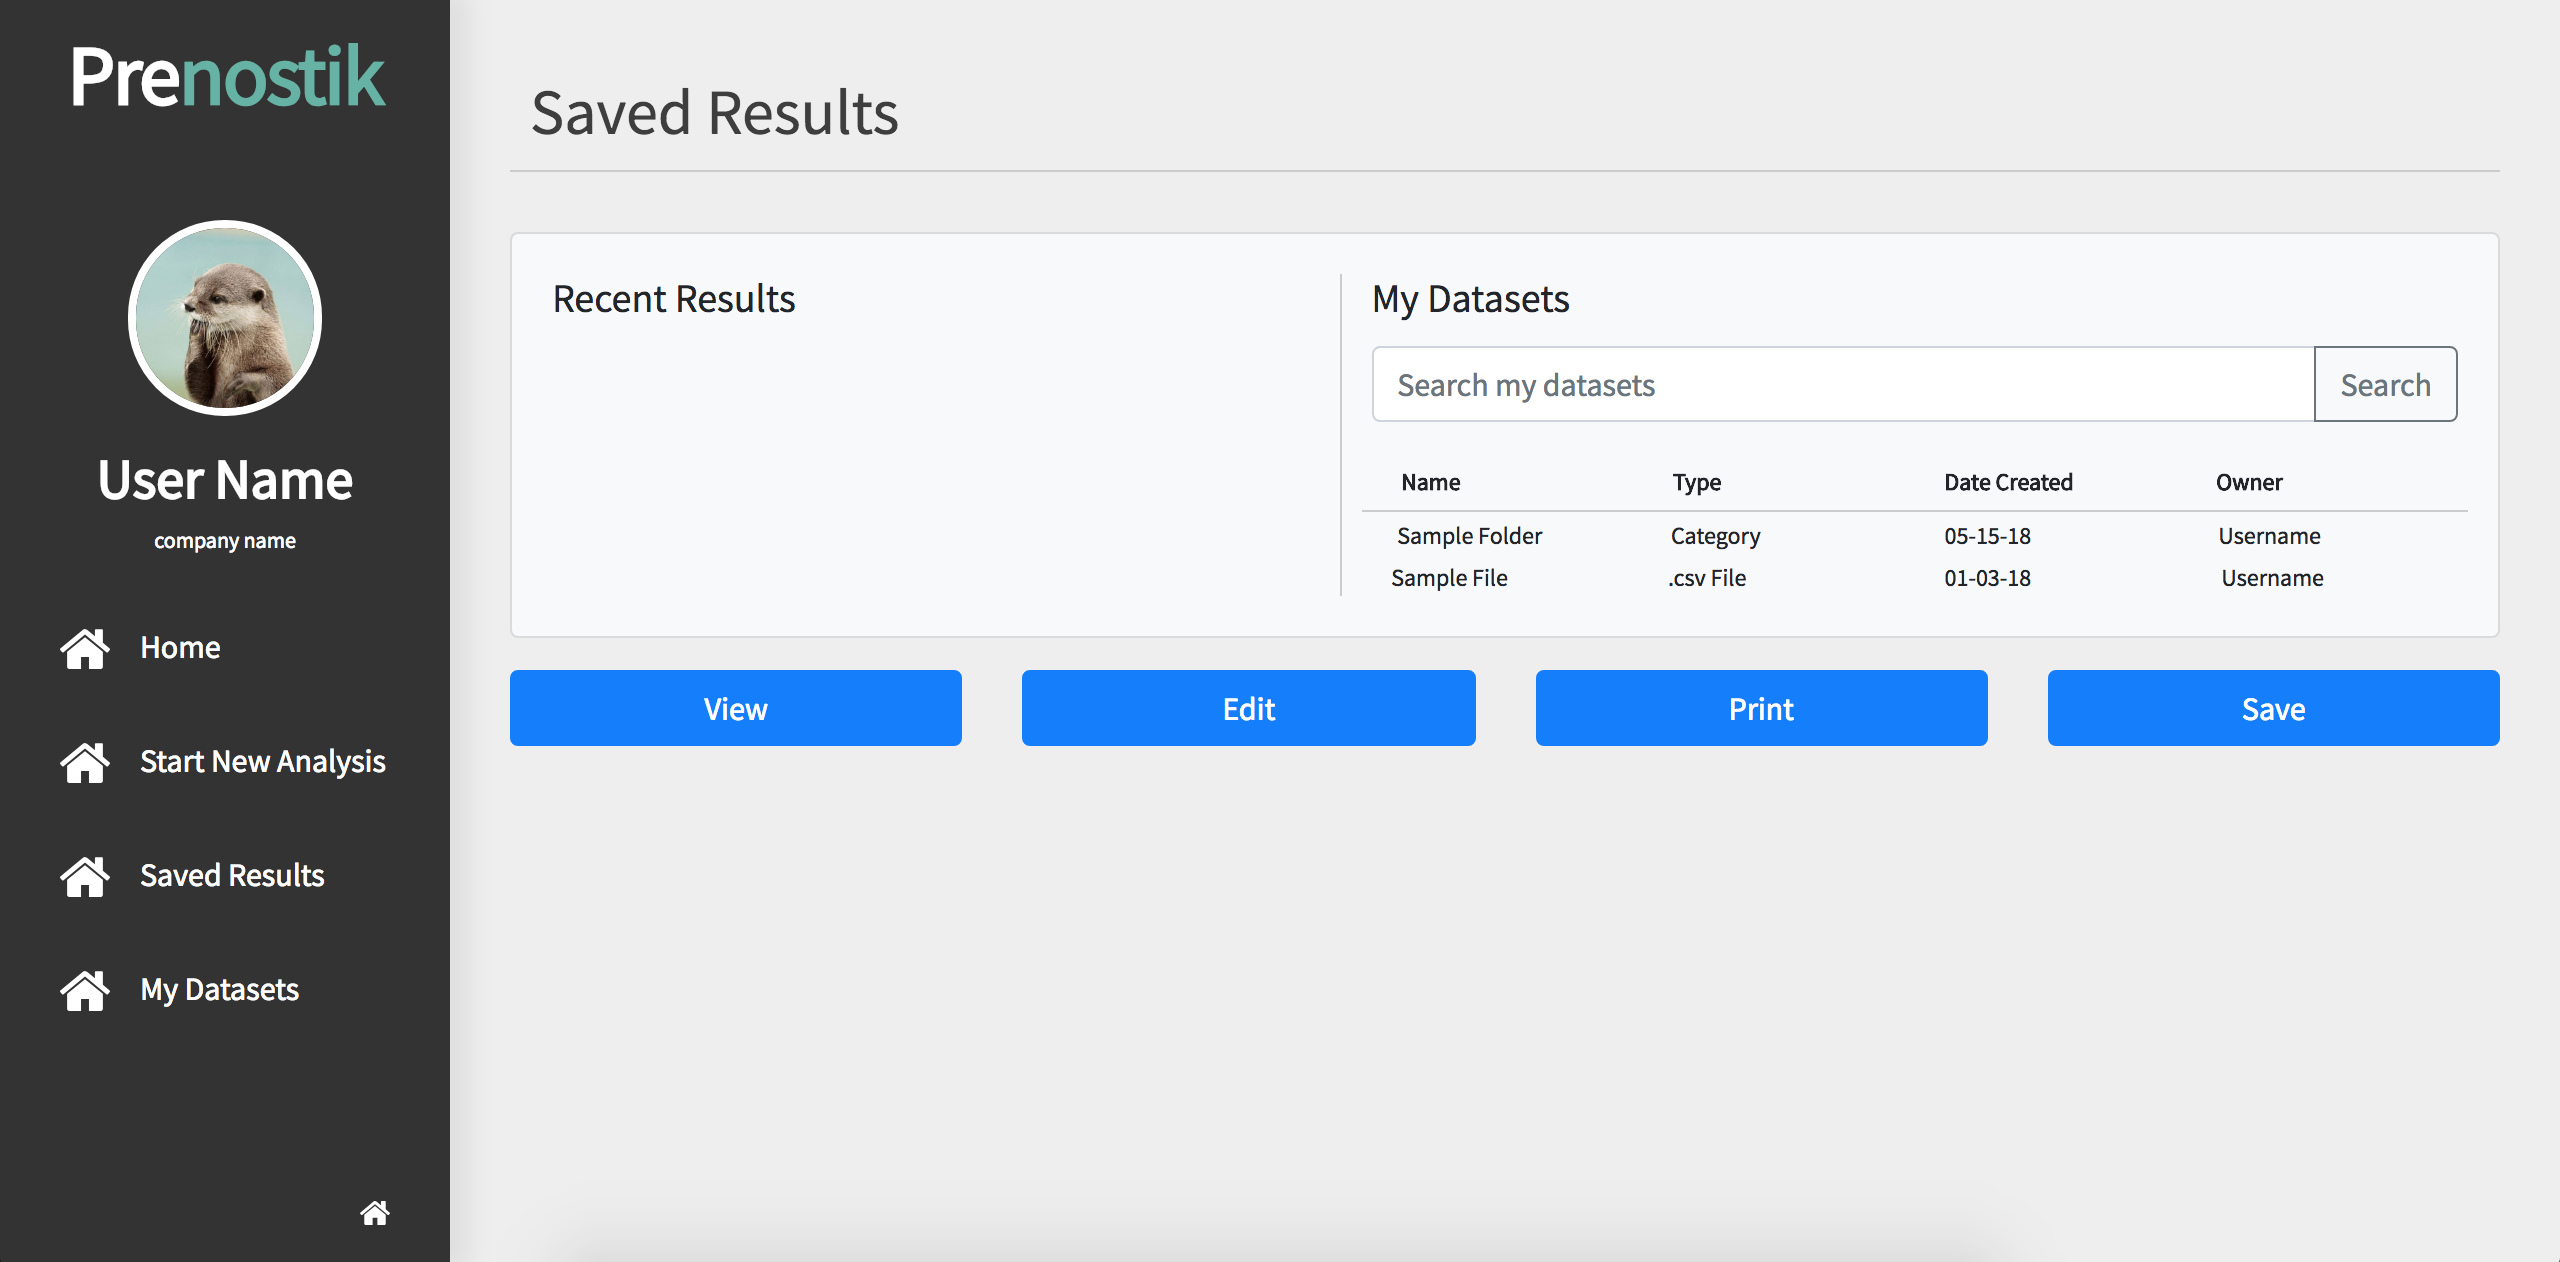 Prenostik
User Name
company name
Home
Start New Analysis
Saved Results
My Datasets
Saved Results
Recent Results
My Datasets
Search my datasets Search
Name Type Date Created Owner
Sample Folder Category 05-15-18 Username
Sample File .csv File 01-03-18 Username
View Edit Print Save